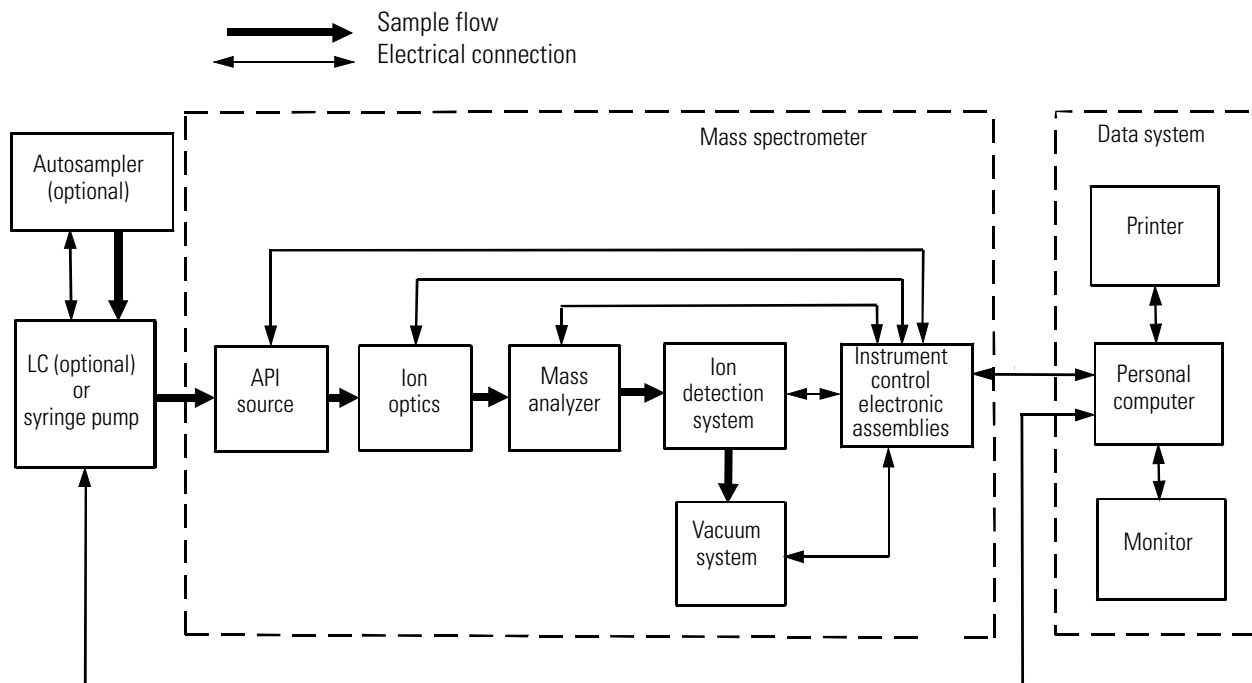 Sample flow
Electrical connection
Mass spectrometer
Data system
Autosampler
(optional)
Printer
LC (optional)
or
syringe pump
API
source
Ion
optics
Mass
analyzer
Ion
detection
system
Instrument
control
electronic
assemblies
Personal
computer
Vacuum
system
Monitor